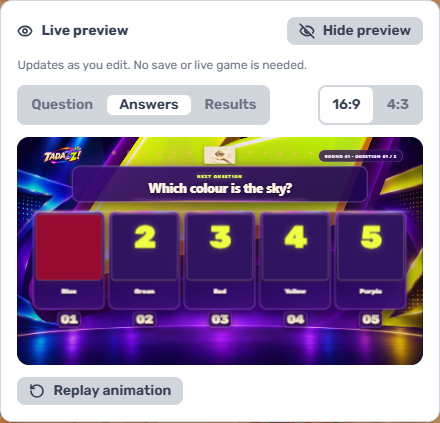 Live preview
Hide preview
Updates as you edit. No save or live game is needed.
Question
Answers
Results
16:9
4:3
TADA Z!
ROUND 01 - QUESTION 01 / 2
NEXT QUESTION
Which colour is the sky?
2
3
4
5
Blue
Green
Red
Yellow
Purple
01
02
03
04
05
Replay animation